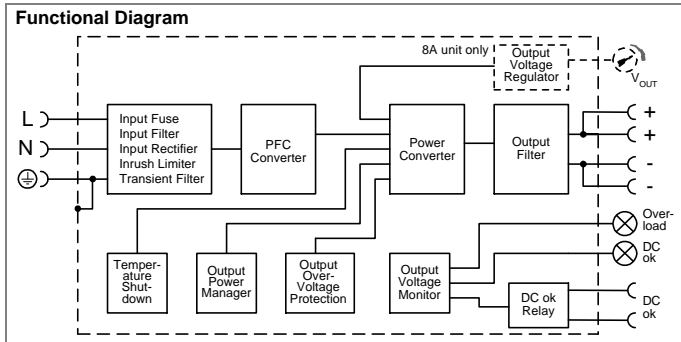 Functional Diagram
8A unit only
Output
Voltage
Regulator
V OUT
L
N
Input Fuse
Input Filter
Input Rectifier
Inrush Limiter
Transient Filter
PFC
Converter
Power
Converter
Output
Filter
+
+
-
-
Temper-
ature
Shut-
down
Output
Power
Manager
Output
Over-
Voltage
Protection
Output
Voltage
Monitor
Over-
load
DC
ok
DC ok
Relay
DC
ok